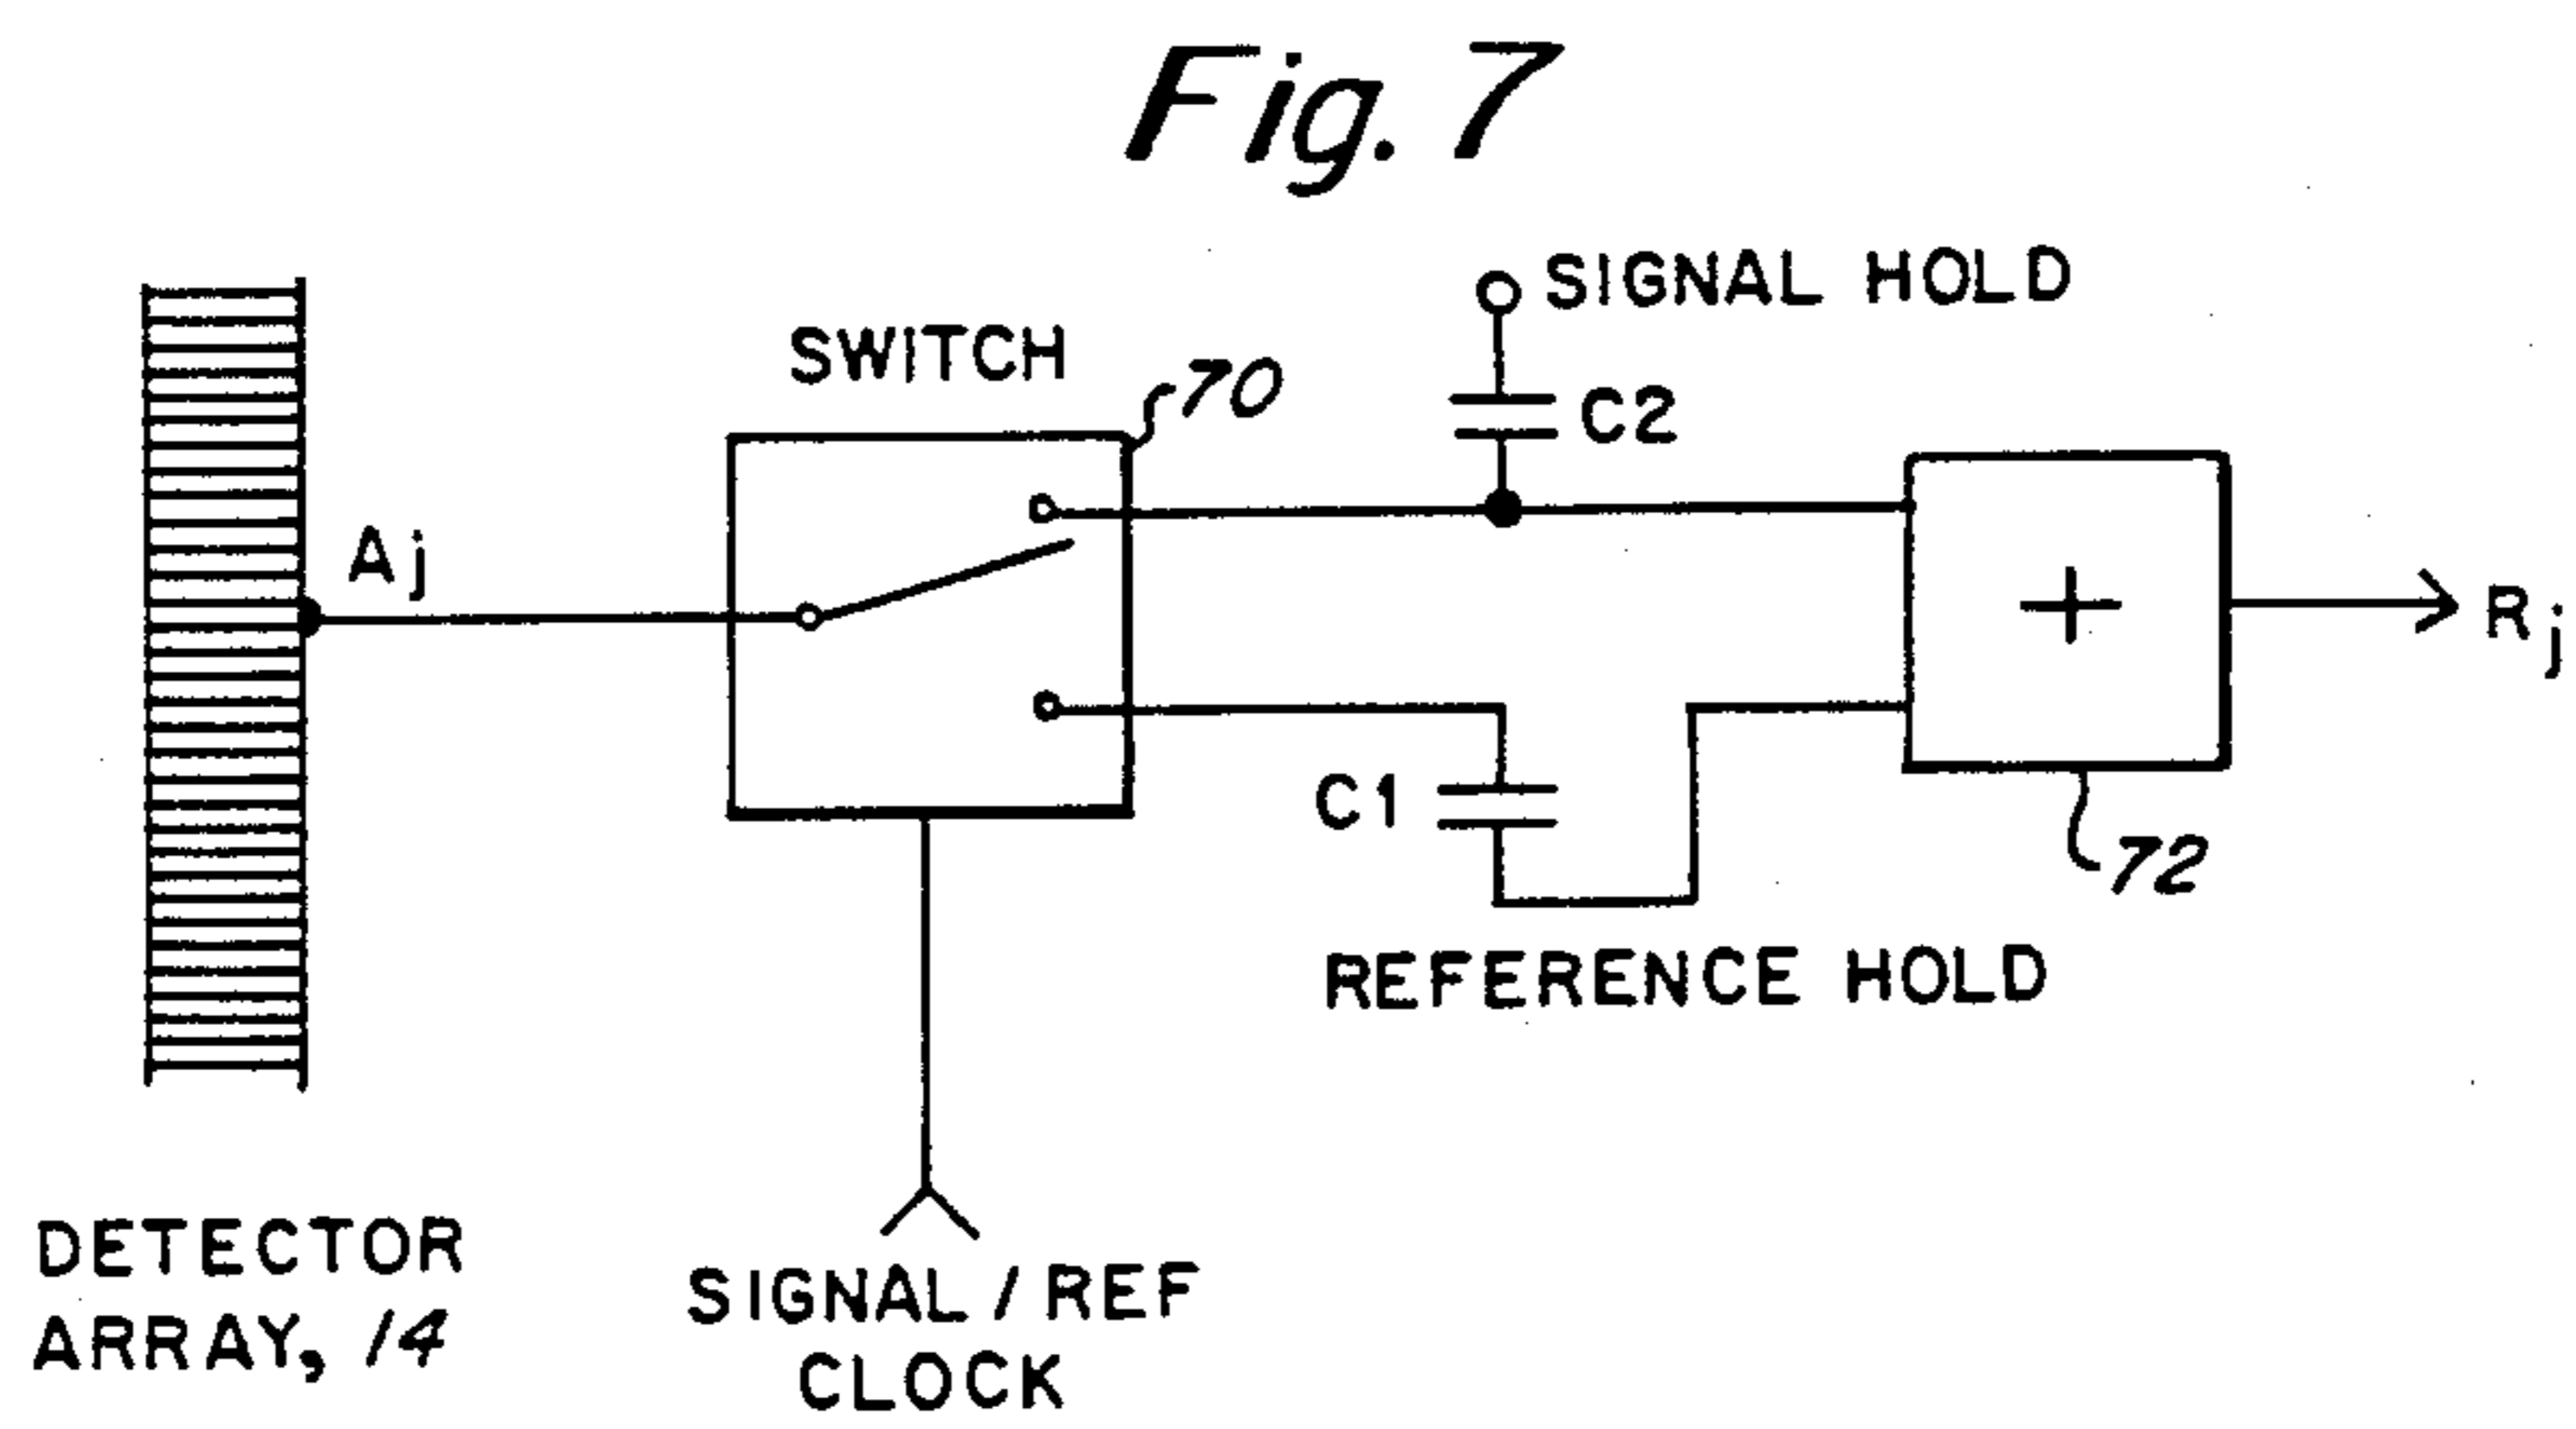 Fig. 7
SIGNAL HOLD
SWITCH
70
C2
Aj
+
Rj
C1
72
REFERENCE HOLD
DETECTOR
ARRAY, 14
SIGNAL / REF
CLOCK